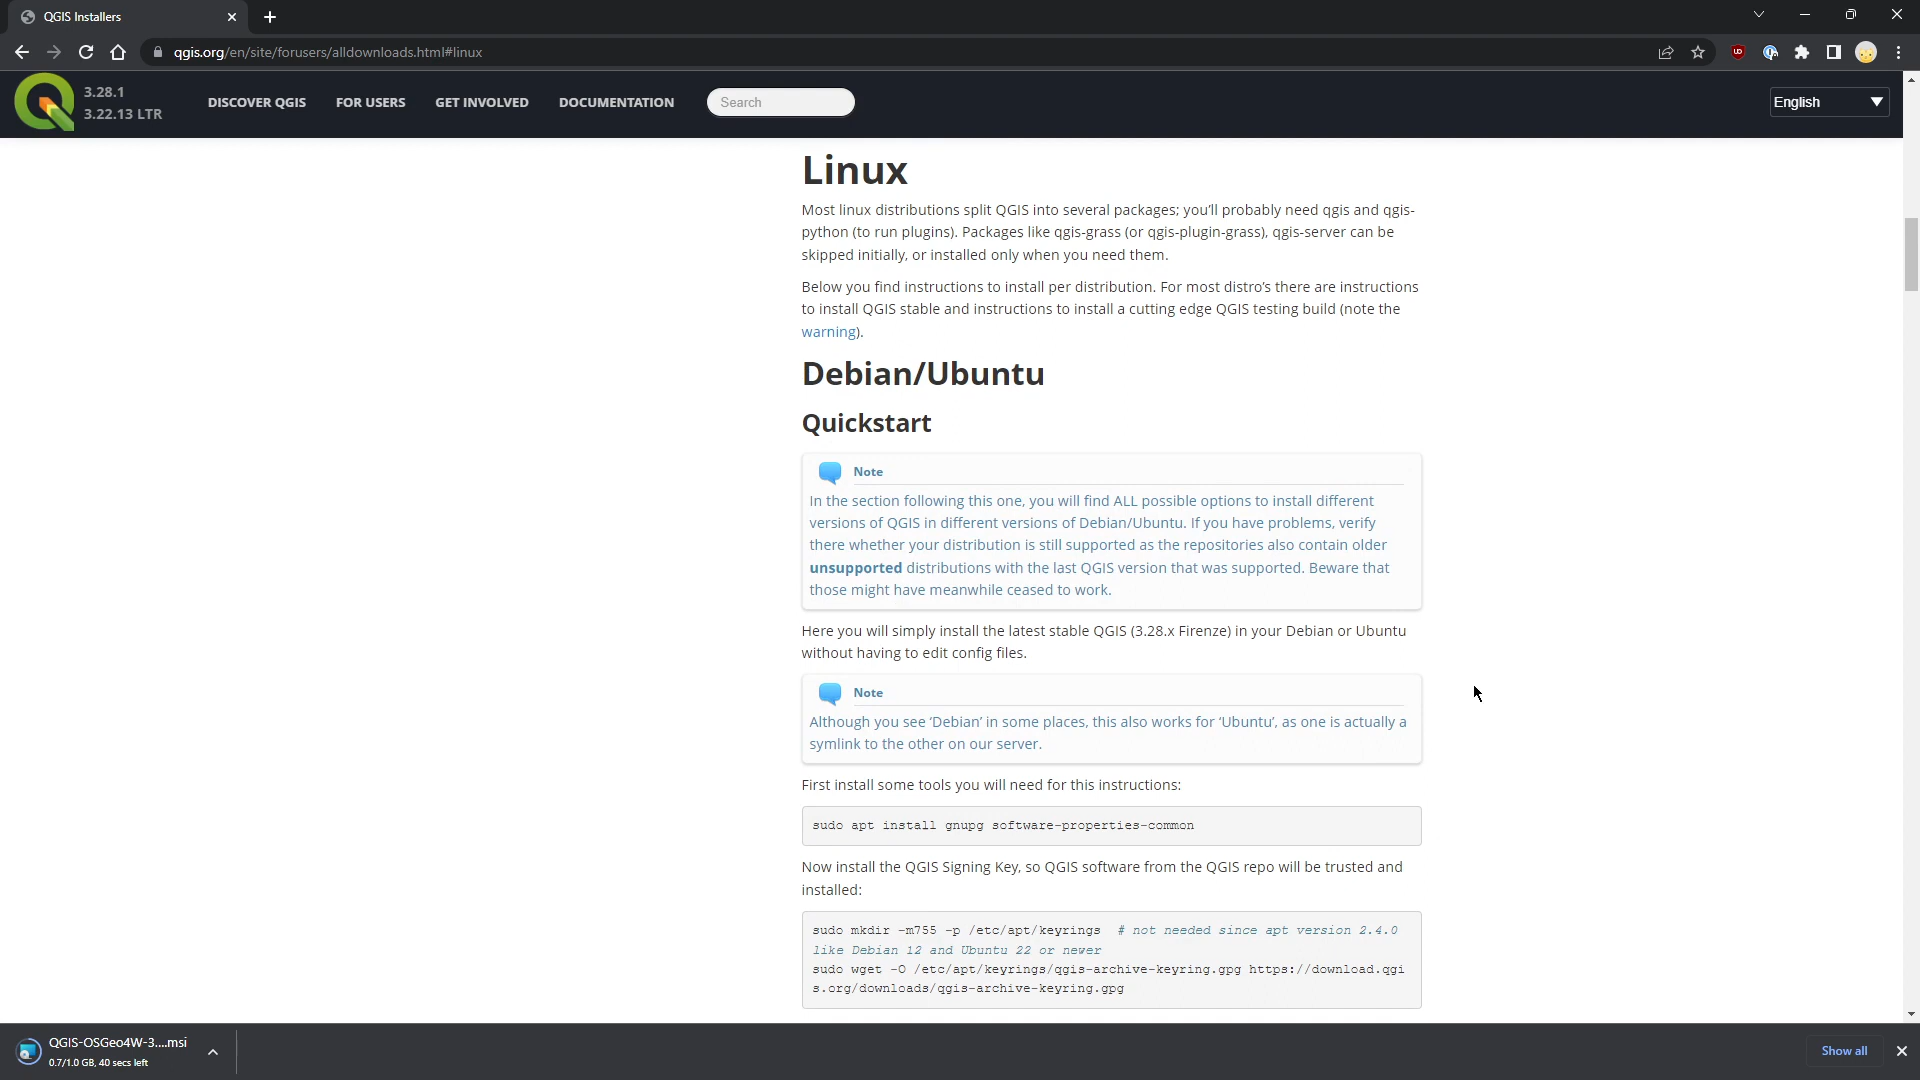 QGIS Installers
qgis.org/en/site/forusers/alldownloads.html#linux
3.28.1
3.22.13 LTR
DISCOVER QGIS
FOR USERS
GET INVOLVED
DOCUMENTATION
Search
English
Linux
Most linux distributions split QGIS into several packages; you'll probably need qgis and qgis-
python (to run plugins). Packages like qgis-grass (or qgis-plugin-grass), qgis-server can be
skipped initially, or installed only when you need them.
Below you find instructions to install per distribution. For most distro's there are instructions
to install QGIS stable and instructions to install a cutting edge QGIS testing build (note the
warning).
Debian/Ubuntu
Quickstart
Note
In the section following this one, you will find ALL possible options to install different
versions of QGIS in different versions of Debian/Ubuntu. If you have problems, verify
there whether your distribution is still supported as the repositories also contain older
unsupported distributions with the last QGIS version that was supported. Beware that
those might have meanwhile ceased to work.
Here you will simply install the latest stable QGIS (3.28.x Firenze) in your Debian or Ubuntu
without having to edit config files.
Note
Although you see ‘Debian’ in some places, this also works for ‘Ubuntu’, as one is actually a
symlink to the other on our server.
First install some tools you will need for this instructions:
sudo apt install gnupg software-properties-common
Now install the QGIS Signing Key, so QGIS software from the QGIS repo will be trusted and
installed:
sudo mkdir -m755 -p /etc/apt/keyrings # not needed since apt version 2.4.0
like Debian 12 and Ubuntu 22 or newer
sudo wget -O /etc/apt/keyrings/qgis-archive-keyring.gpg https://download.qgi
s.org/downloads/qgis-archive-keyring.gpg
QGIS-OSGeo4W-3....msi
0.7/1.0 GB, 40 secs left
Show all